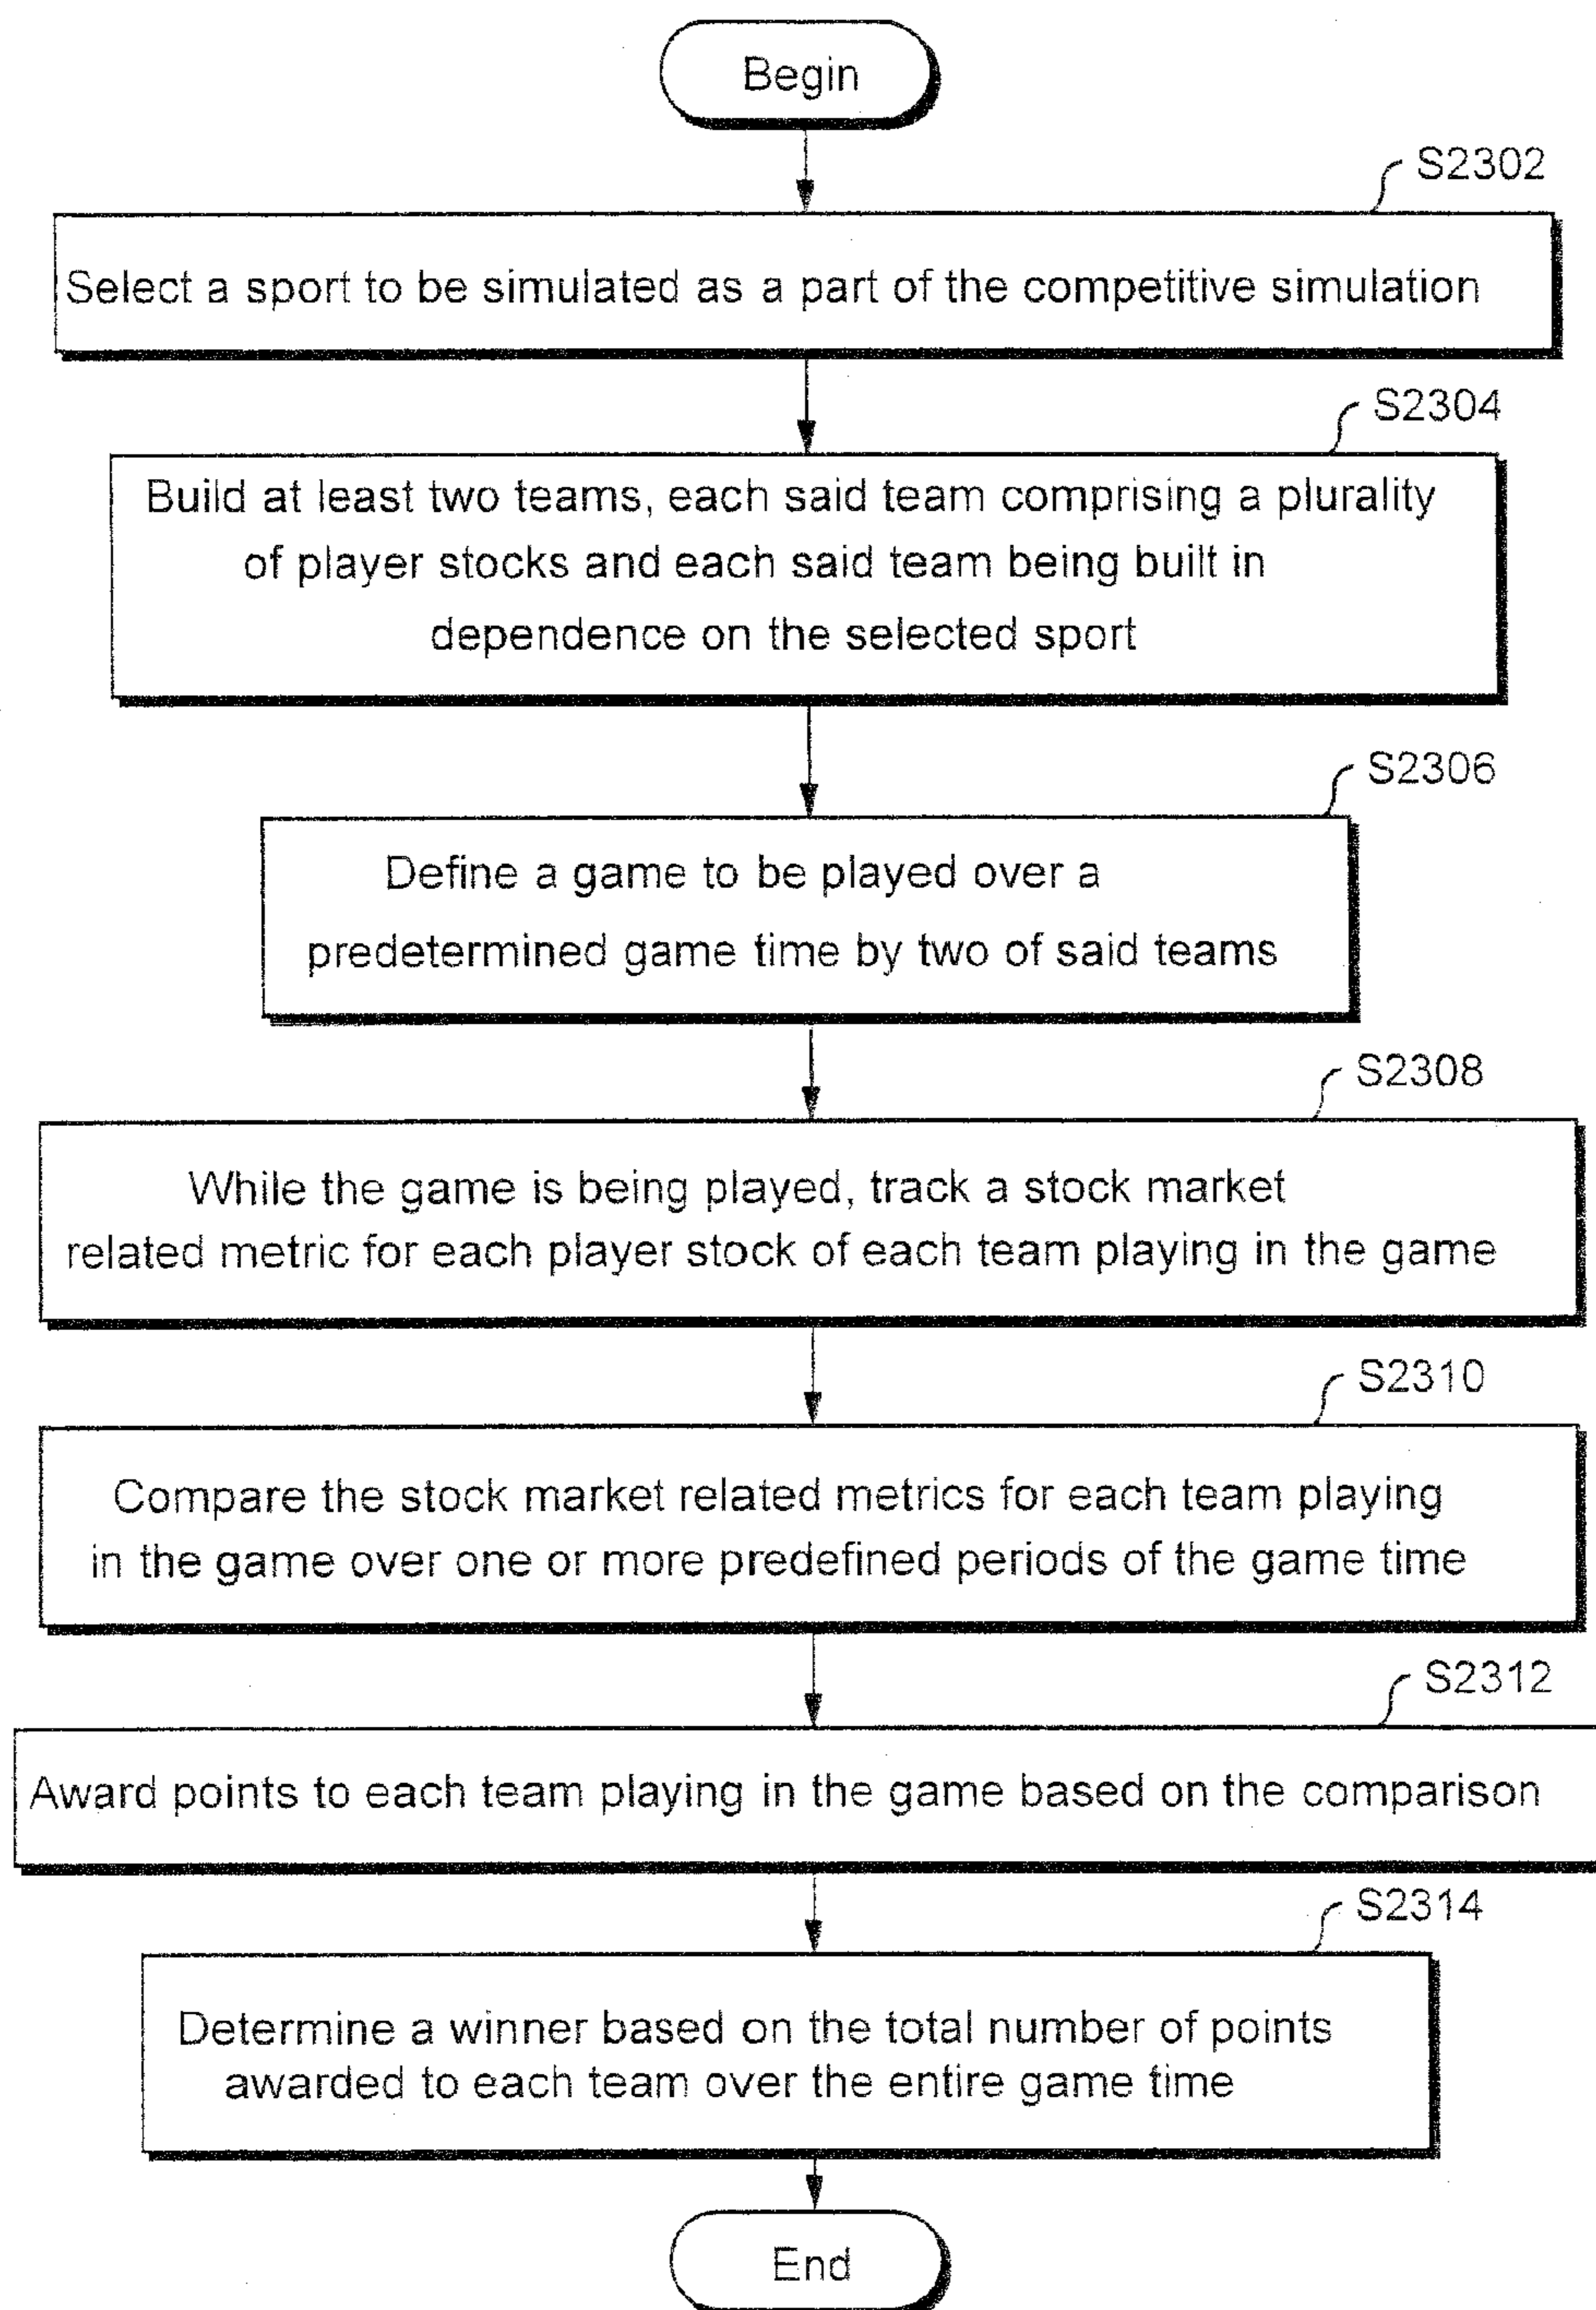 Begin
S2302
Select a sport to be simulated as a part of the competitive simulation
S2304
Build at least two teams, each said team comprising a plurality
of player stocks and each said team being built in
dependence on the selected sport
S2306
Define a game to be played over a
predetermined game time by two of said teams
S2308
While the game is being played, track a stock market
related metric for each player stock of each team playing in the game
S2310
Compare the stock market related metrics for each team playing
in the game over one or more predefined periods of the game time
S2312
Award points to each team playing in the game based on the comparison
S2314
Determine a winner based on the total number of points
awarded to each team over the entire game time
End